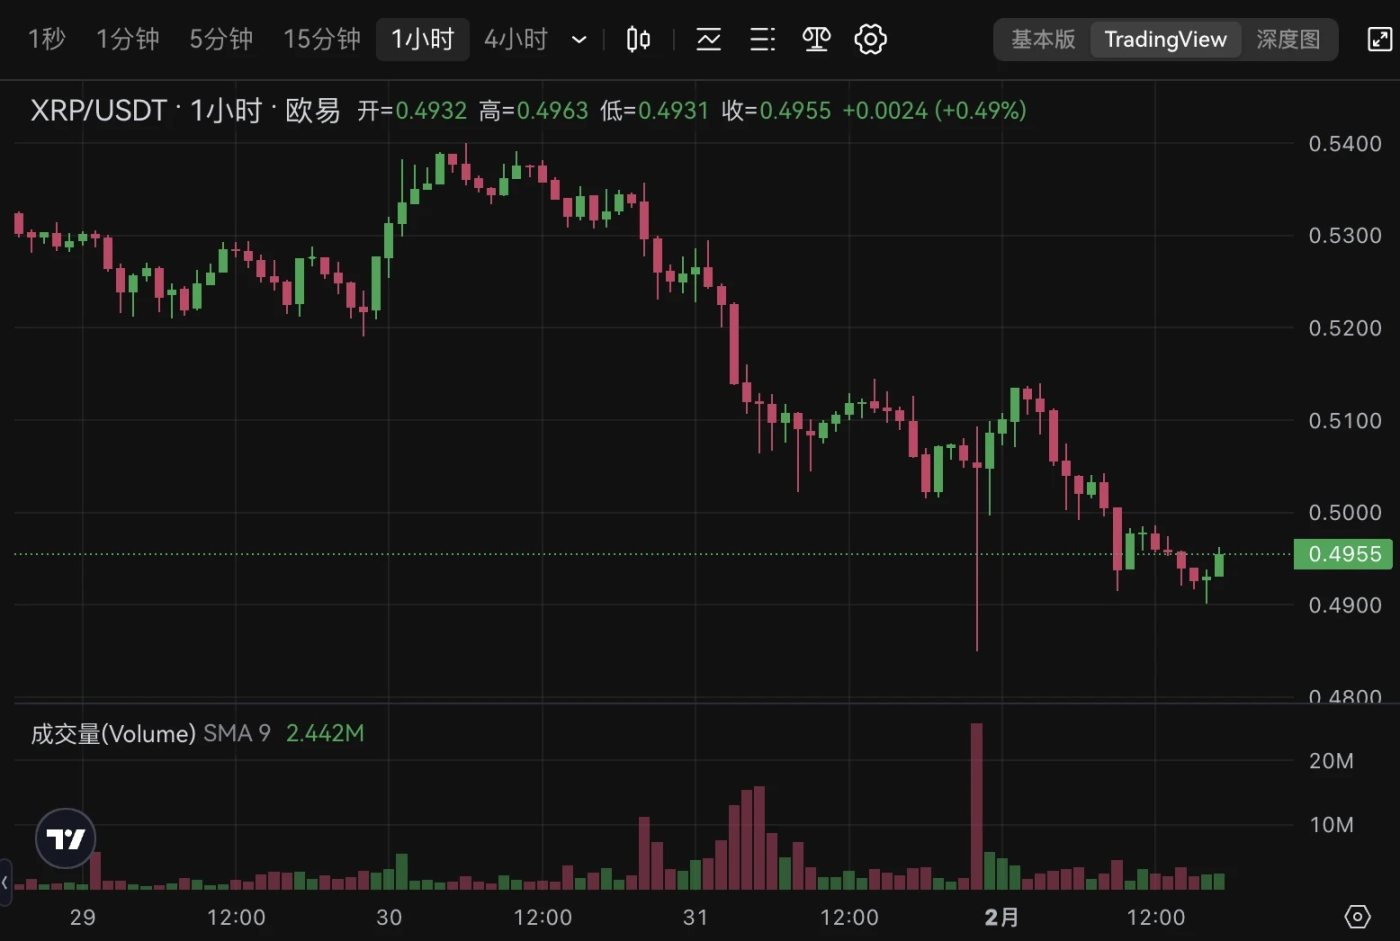 1秒 1分钟 5分钟 15分钟 1小时 4小时 基本版 TradingView 深度图
XRP/USDT · 1小时 · 欧易 开=0.4932 高=0.4963 低=0.4931 收=0.4955 +0.0024 (+0.49%)
0.5400
0.5300
0.5200
0.5100
0.5000
0.4955
0.4900
0.4800
成交量(Volume) SMA 9 2.442M
20M
10M
29 12:00 30 12:00 31 12:00 2月 12:00